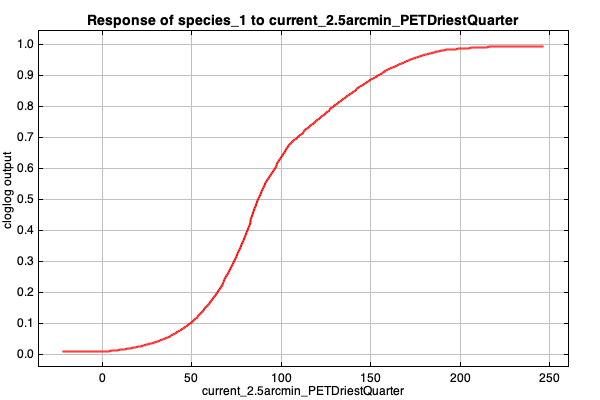 Response of species_1 to current_2.5arcmin_PETDriestQuarter
1.0
0.9
0.8
0.7
0.6
0.5
0.4
0.3
0.2
0.1
0.0
cloglog output
0 50 100 150 200 250
current_2.5arcmin_PETDriestQuarter